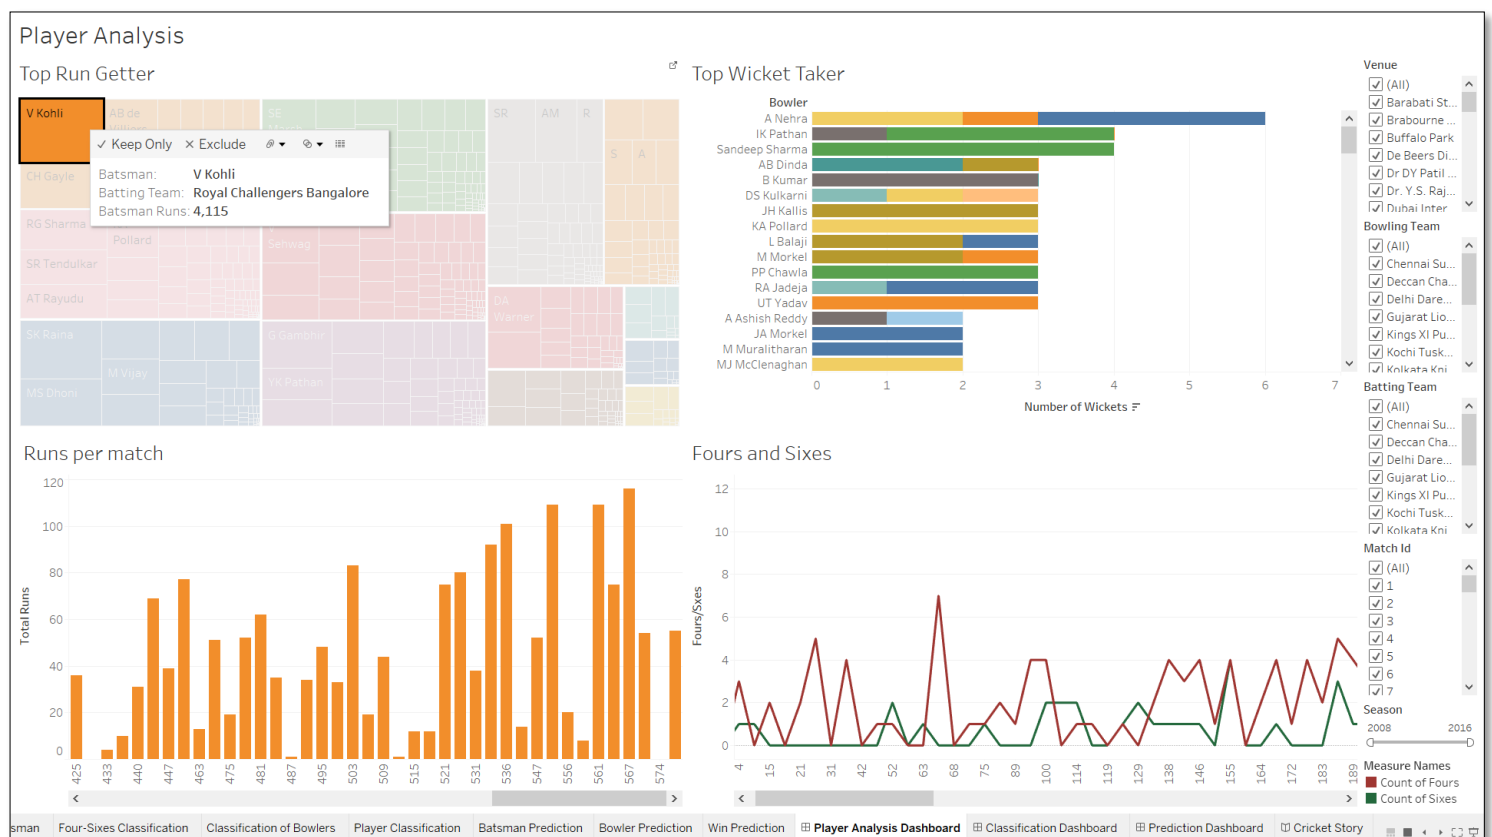 Player Analysis
Top Run Getter
V Kohli
AB de
CH Gayle
RG Sharma
Pollard
SR Tendulkar
AT Rayudu
SK Raina
M Vijay
MS Dhoni
SE
Sehwag
G Gambhir
YK Pathan
SR
AM
R
S
A
DA
Warner
Keep Only
Exclude
Batsman: V Kohli
Batting Team: Royal Challengers Bangalore
Batsman Runs: 4,115
Top Wicket Taker
Bowler
A Nehra
IK Pathan
Sandeep Sharma
AB Dinda
B Kumar
DS Kulkarni
JH Kallis
KA Pollard
L Balaji
M Morkel
PP Chawla
RA Jadeja
UT Yadav
A Ashish Reddy
JA Morkel
M Muralitharan
MJ McClenaghan
0 1 2 3 4 5 6 7
Number of Wickets
Runs per match
Total Runs
120
100
80
60
40
20
0
425 433 440 447 463 475 481 487 495 503 509 515 521 531 536 547 556 561 567 574
Fours and Sixes
Fours/Sxes
12
10
8
6
4
2
0
4 15 21 31 42 52 63 68 75 89 100 114 119 129 138 146 155 164 172 183 189
Venue
(All)
Barabati St...
Brabourne ...
Buffalo Park
De Beers Di...
Dr DY Patil ...
Dr. Y.S. Raj...
Dubai Inter
Bowling Team
(All)
Chennai Su...
Deccan Cha...
Delhi Dare...
Gujarat Lio...
Kings XI Pu...
Kochi Tusk...
Kolkata Kni
Batting Team
(All)
Chennai Su...
Deccan Cha...
Delhi Dare...
Gujarat Lio...
Kings XI Pu...
Kochi Tusk...
Kolkata Kni
Match Id
(All)
1
2
3
4
5
6
7
Season
2008 2016
Measure Names
Count of Fours
Count of Sixes
sman Four-Sixes Classification Classification of Bowlers Player Classification Batsman Prediction Bowler Prediction Win Prediction Player Analysis Dashboard Classification Dashboard Prediction Dashboard Cricket Story